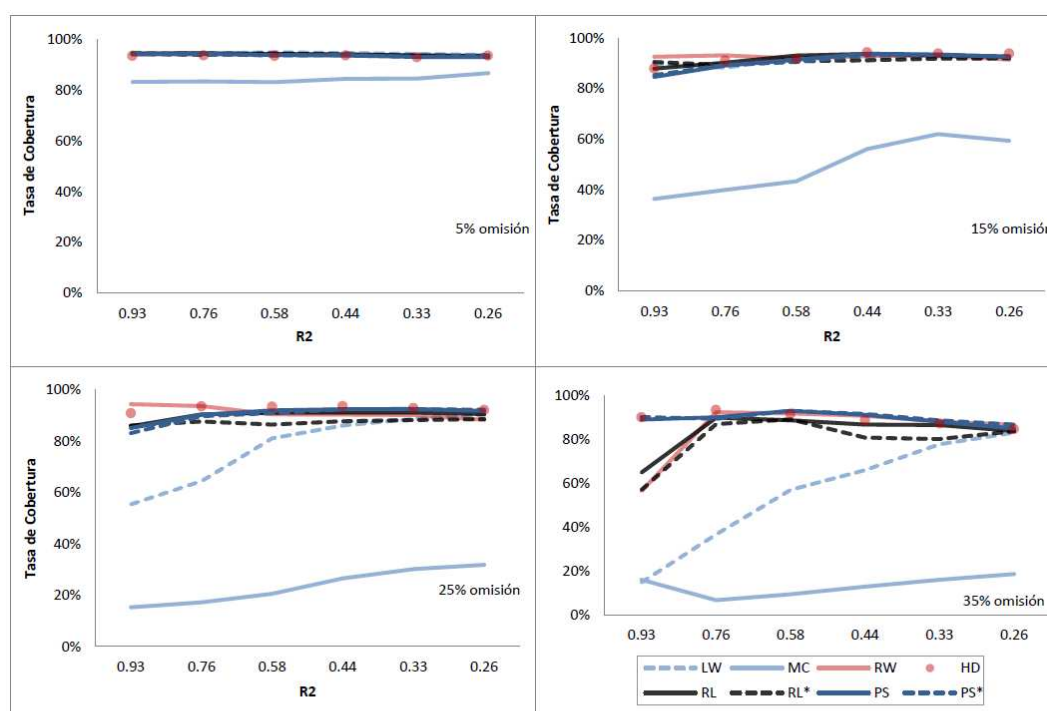 100%
80%
60%
40%
20%
0%
Tasa de Cobertura
5% omisión
0.93 0.76 0.58 0.44 0.33 0.26
R2
100%
80%
60%
40%
20%
0%
Tasa de Cobertura
15% omisión
0.93 0.76 0.58 0.44 0.33 0.26
R2
100%
80%
60%
40%
20%
0%
Tasa de Cobertura
25% omisión
0.93 0.76 0.58 0.44 0.33 0.26
R2
100%
80%
60%
40%
20%
0%
Tasa de Cobertura
35% omisión
0.93 0.76 0.58 0.44 0.33 0.26
LW MC RW HD
RL RL* PS PS*